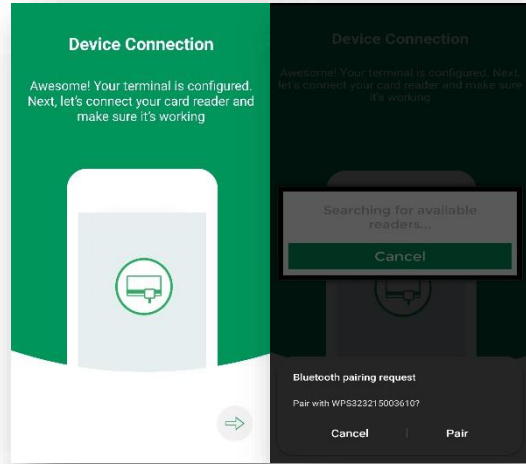 Device Connection
Awesome! Your terminal is configured.
Next, let's connect your card reader and
make sure it's working
Device Connection
Awesome! Your terminal is configured. Next,
let's connect your card reader and make sure
it's working
Searching for available
readers...
Cancel
Bluetooth pairing request
Pair with WPS323215003610?
Cancel
Pair